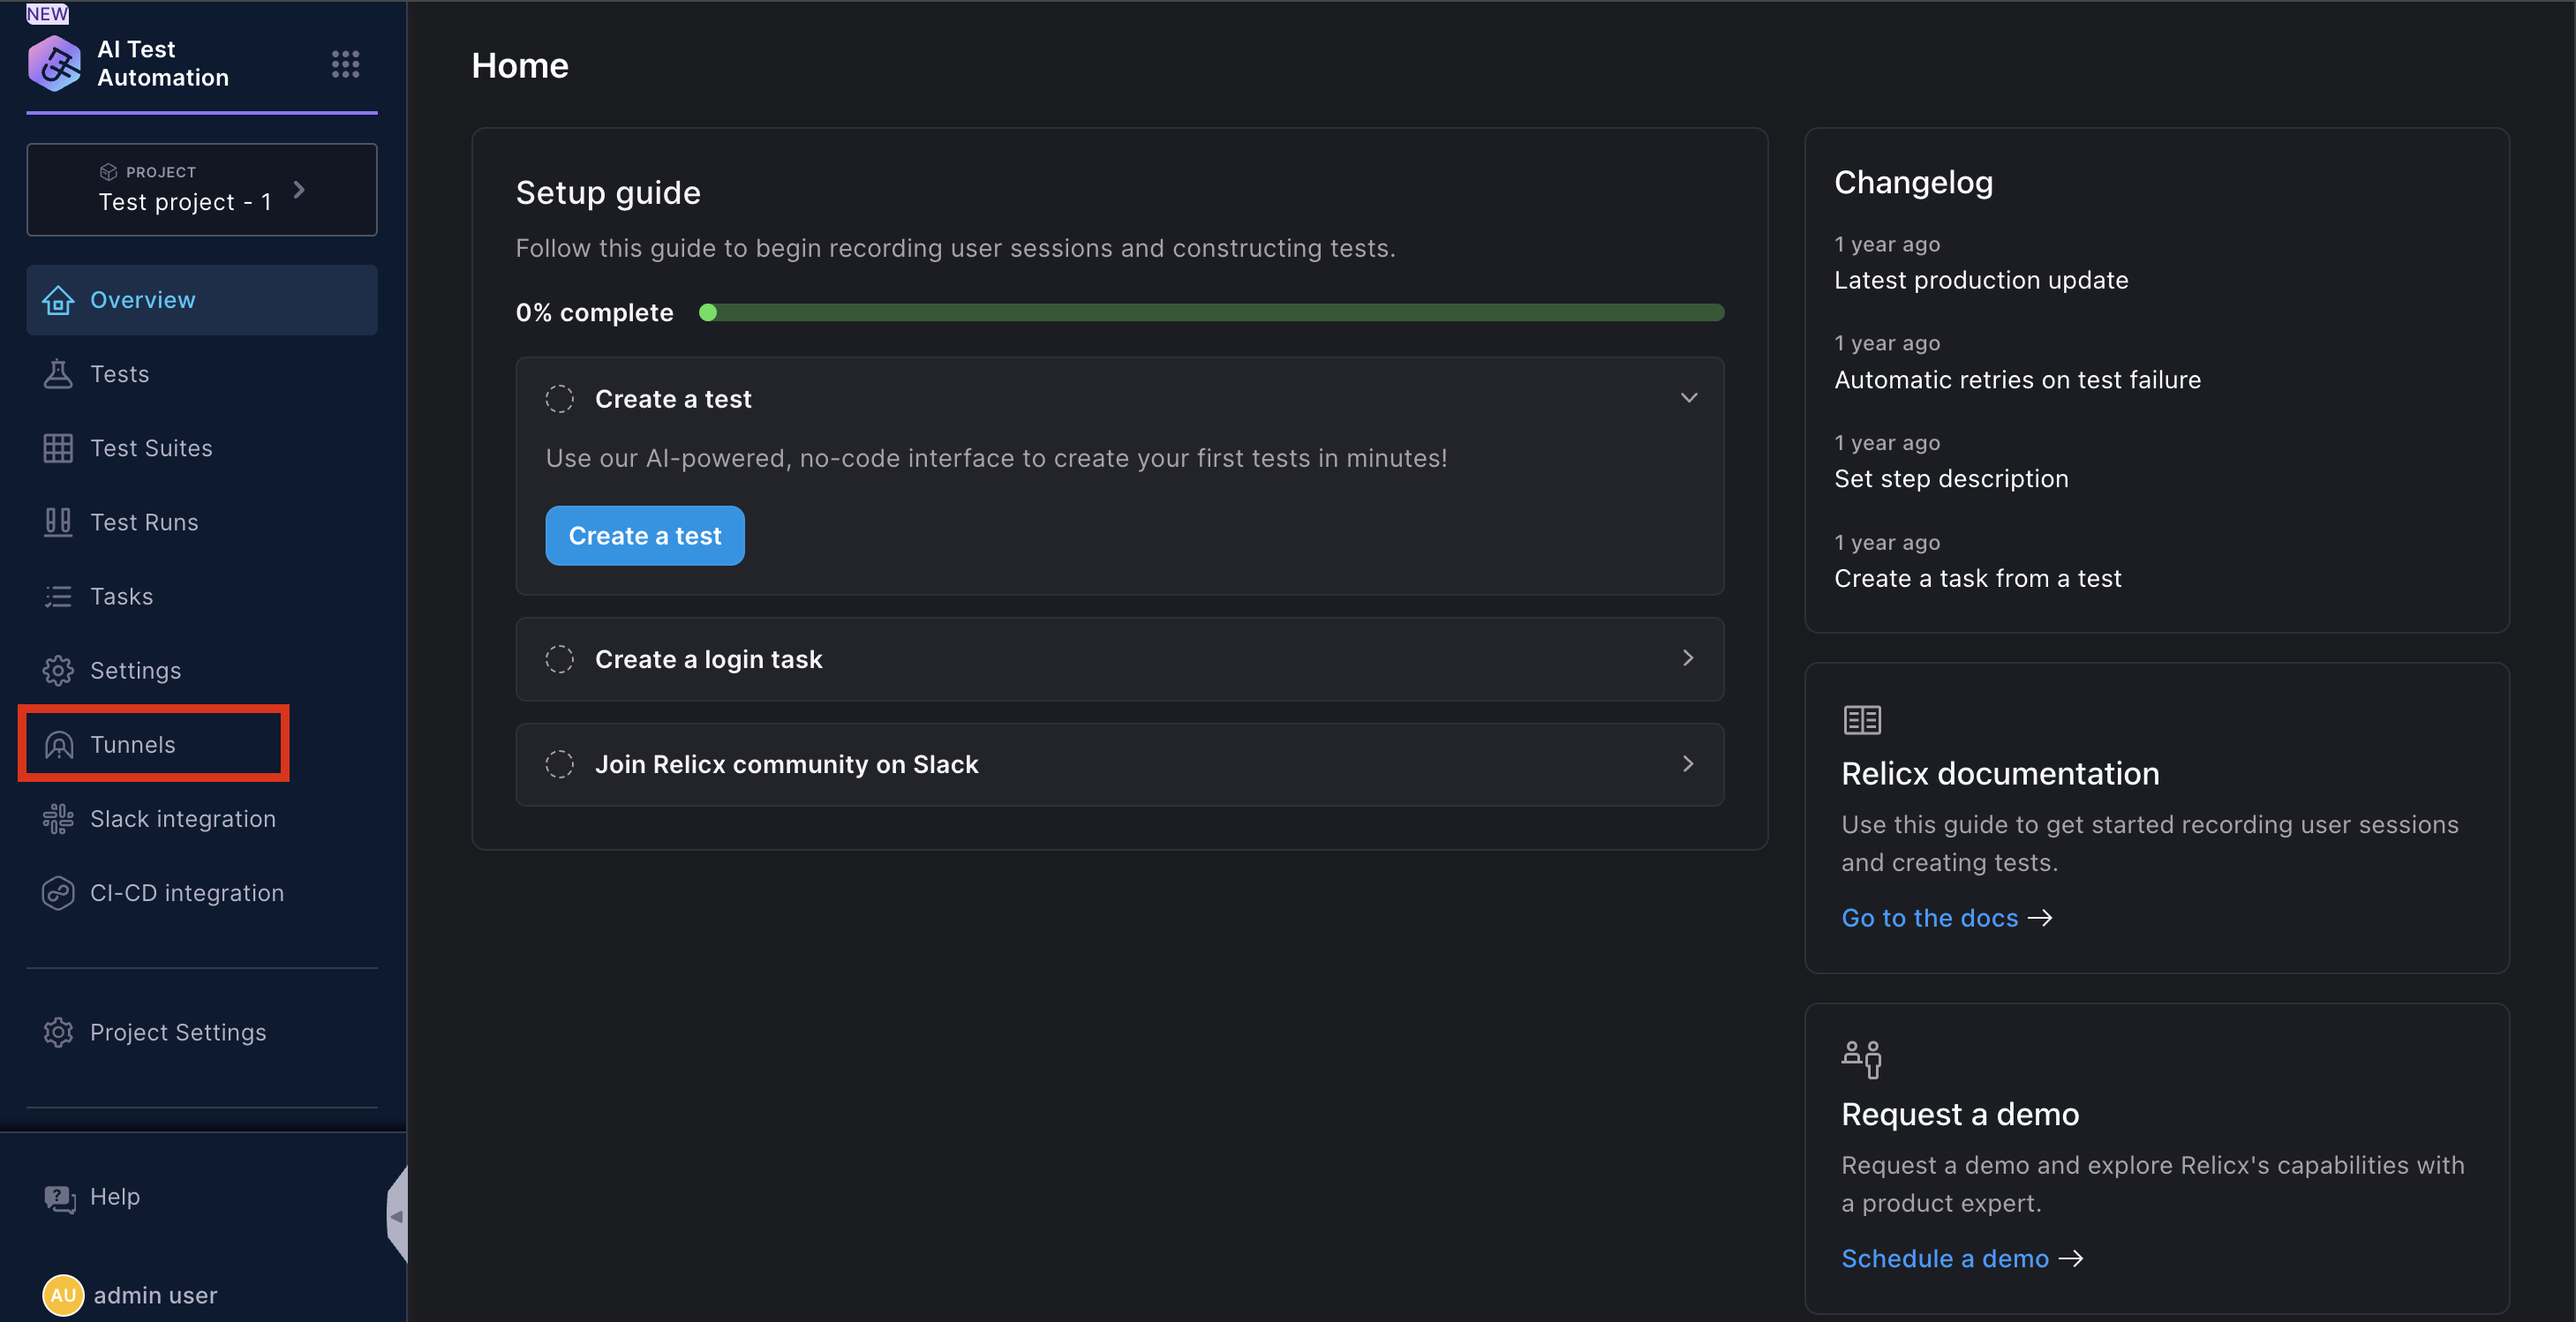 NEW
AI Test
Automation
PROJECT
Test project - 1
Overview
Tests
Test Suites
Test Runs
Tasks
Settings
Tunnels
Slack integration
CI-CD integration
Project Settings
Help
AU admin user
Home
Setup guide
Follow this guide to begin recording user sessions and constructing tests.
0% complete
Create a test
Use our AI-powered, no-code interface to create your first tests in minutes!
Create a test
Create a login task
Join Relicx community on Slack
Changelog
1 year ago
Latest production update
1 year ago
Automatic retries on test failure
1 year ago
Set step description
1 year ago
Create a task from a test
Relicx documentation
Use this guide to get started recording user sessions
and creating tests.
Go to the docs →
Request a demo
Request a demo and explore Relicx's capabilities with
a product expert.
Schedule a demo →